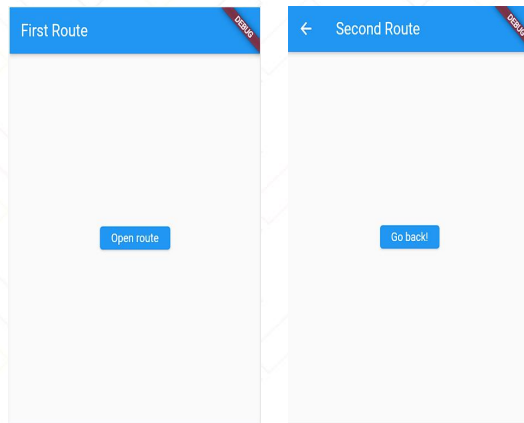 First Route
DEBUG
Open route
Second Route
DEBUG
Go back!